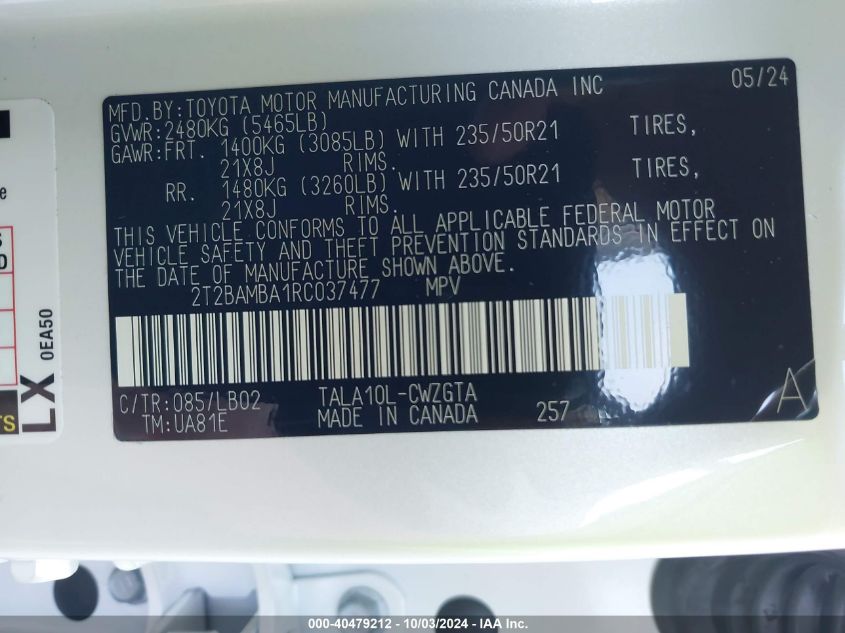 MFD.BY:TOYOTA MOTOR MANUFACTURING CANADA INC 05/24
GVWR:2480KG (5465LB)
GAWR:FRT. 1400KG (3085LB) WITH 235/50R21 TIRES,
21X8J RIMS.
RR. 1480KG (3260LB) WITH 235/50R21 TIRES,
21X8J RIMS.
THIS VEHICLE CONFORMS TO ALL APPLICABLE FEDERAL MOTOR
VEHICLE SAFETY AND THEFT PREVENTION STANDARDS IN EFFECT ON
THE DATE OF MANUFACTURE SHOWN ABOVE.
2T2BAMBA1RC037477 MPV
C/TR:085/LB02 TALA10L-CWZGTA
TM:UA81E MADE IN CANADA 257 A
LX 0EA50
000-40479212 - 10/03/2024 - IAA Inc.